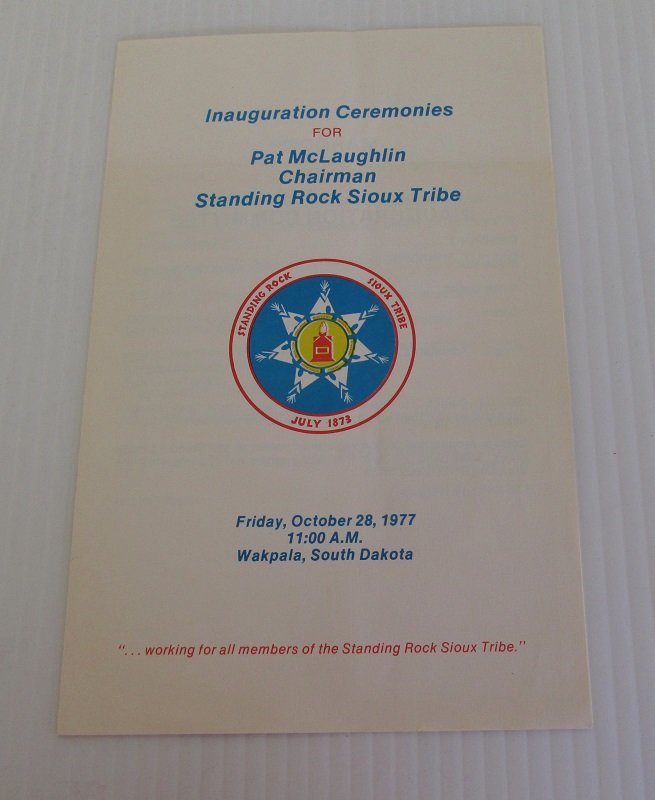 Inauguration Ceremonies
FOR
Pat McLaughlin
Chairman
Standing Rock Sioux Tribe
STANDING ROCK SIOUX TRIBE
JULY 1873
Friday, October 28, 1977
11:00 A.M.
Wakpala, South Dakota
"... working for all members of the Standing Rock Sioux Tribe."